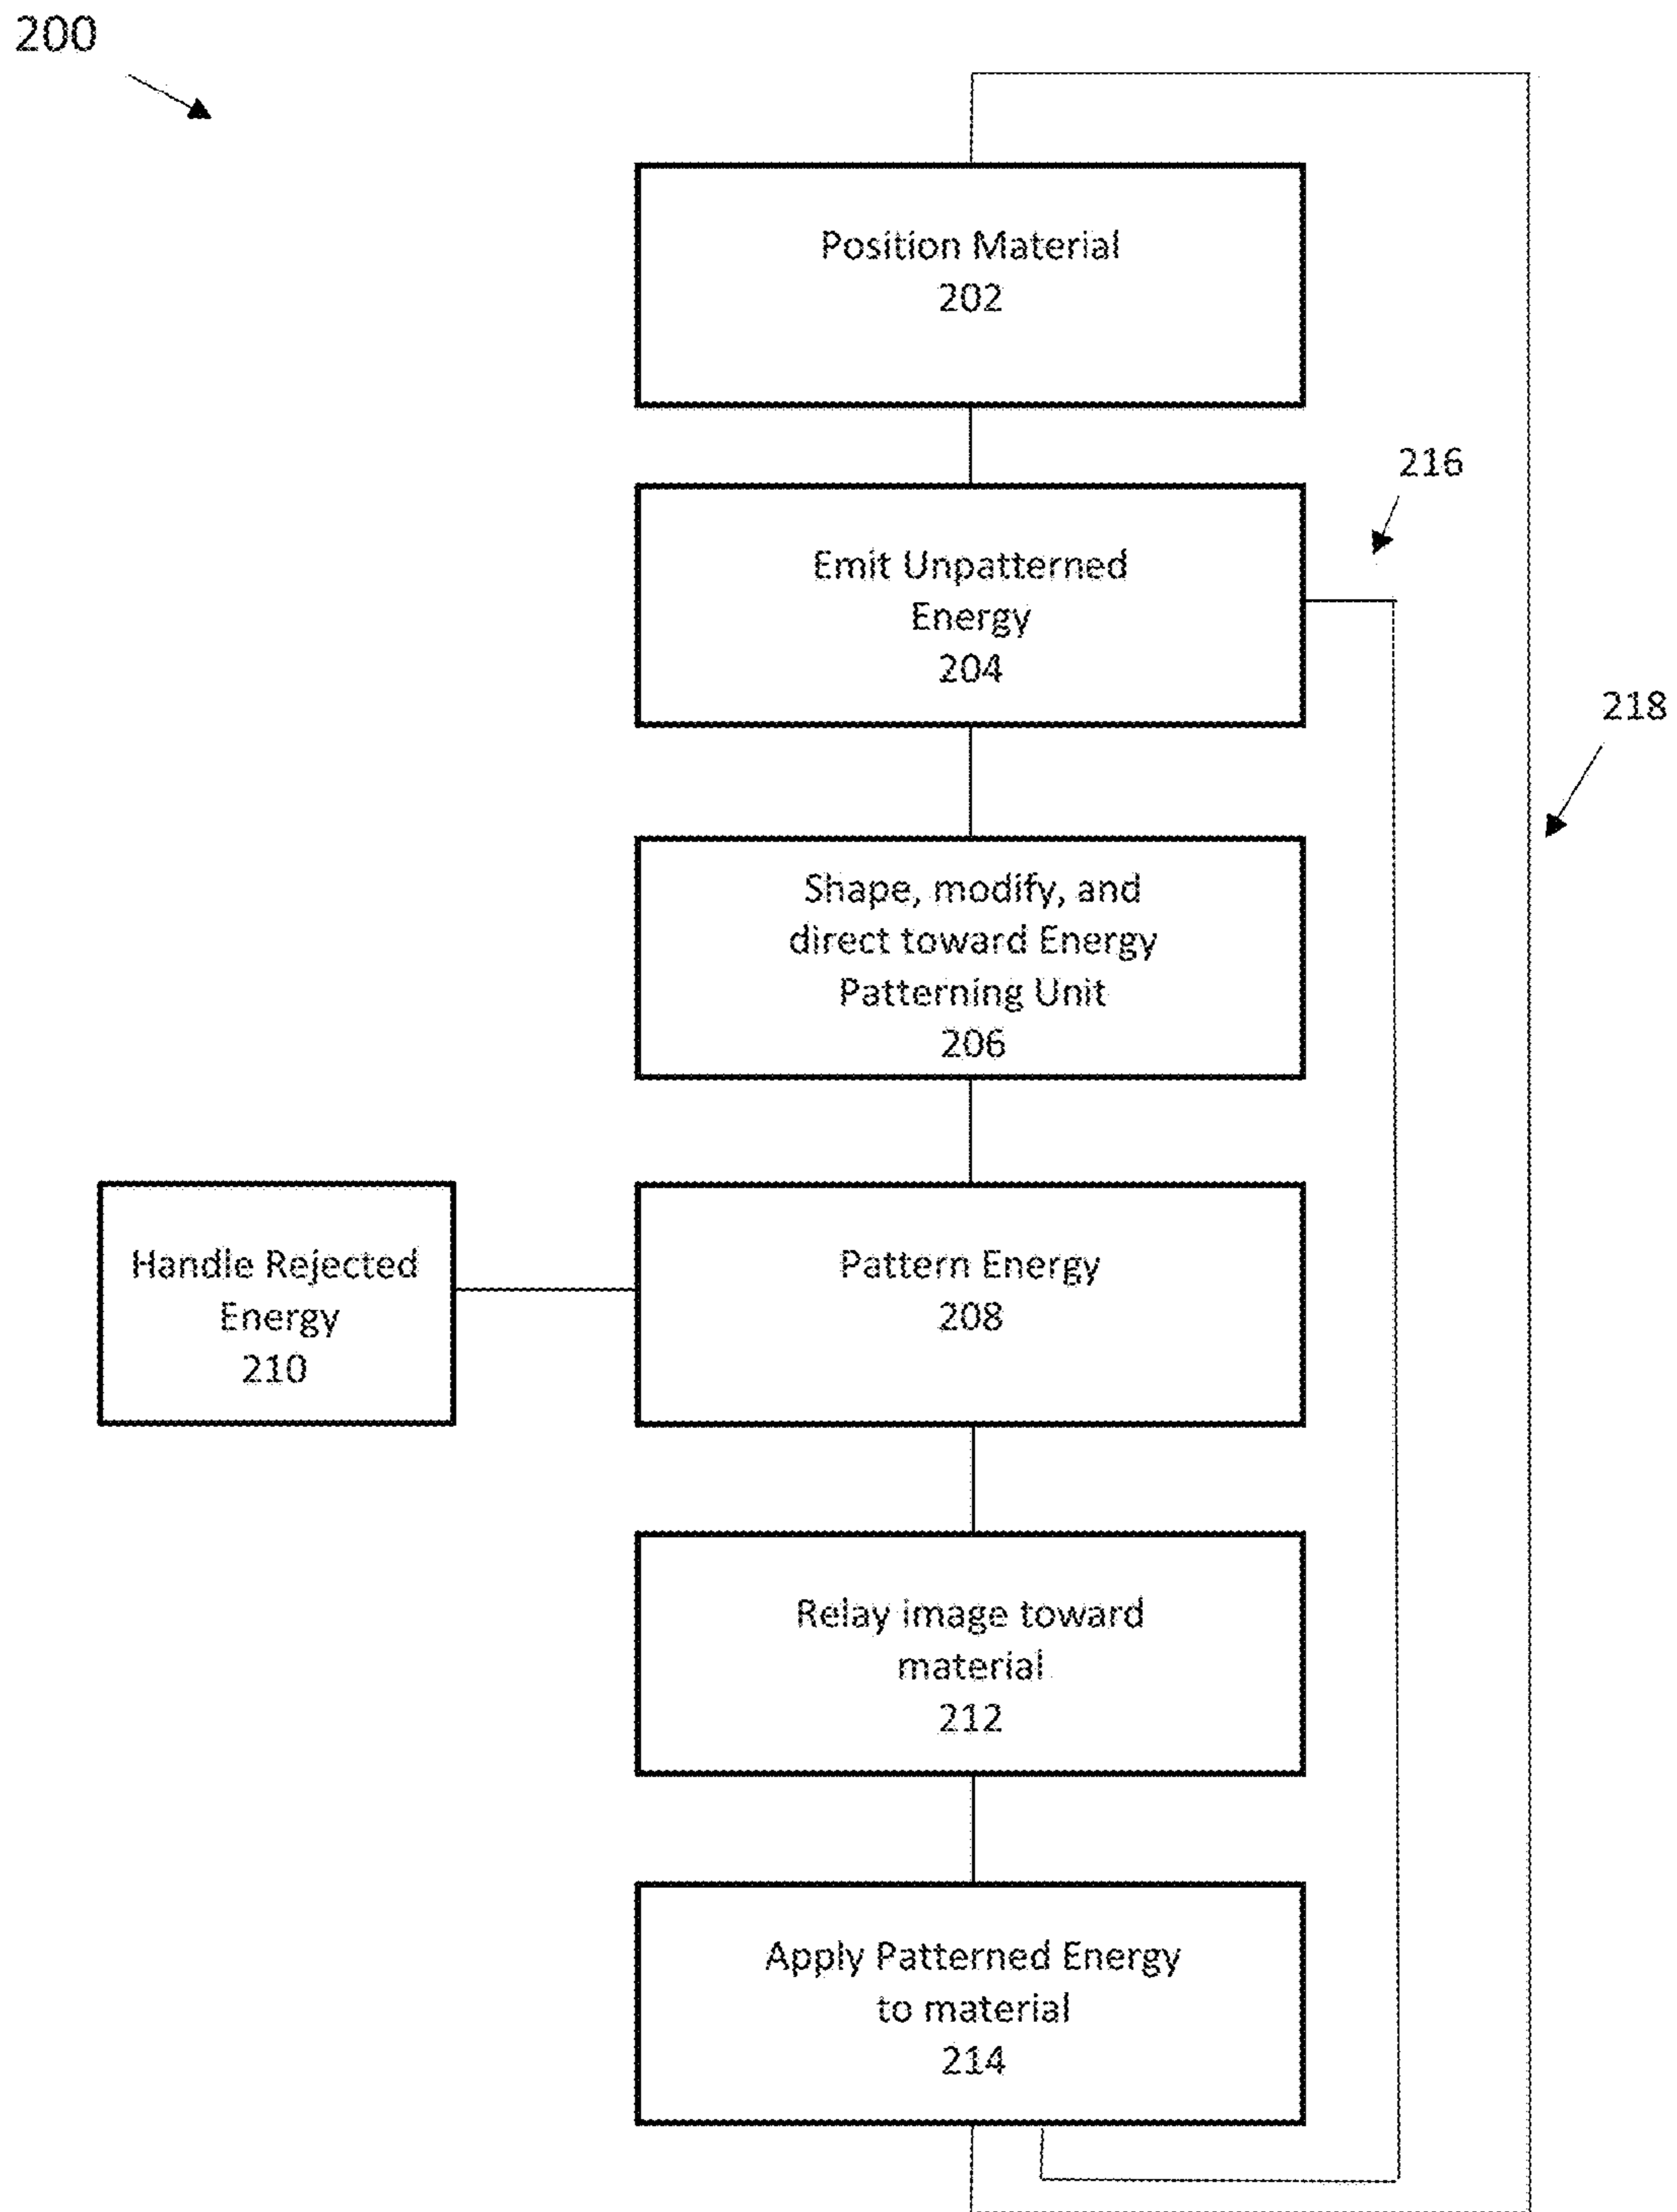 200
Position Material
202
216
Emit Unpatterned
Energy
204
218
Shape, modify, and
direct toward Energy
Patterning Unit
206
Handle Rejected
Energy
210
Pattern Energy
208
Relay image toward
material
212
Apply Patterned Energy
to material
214